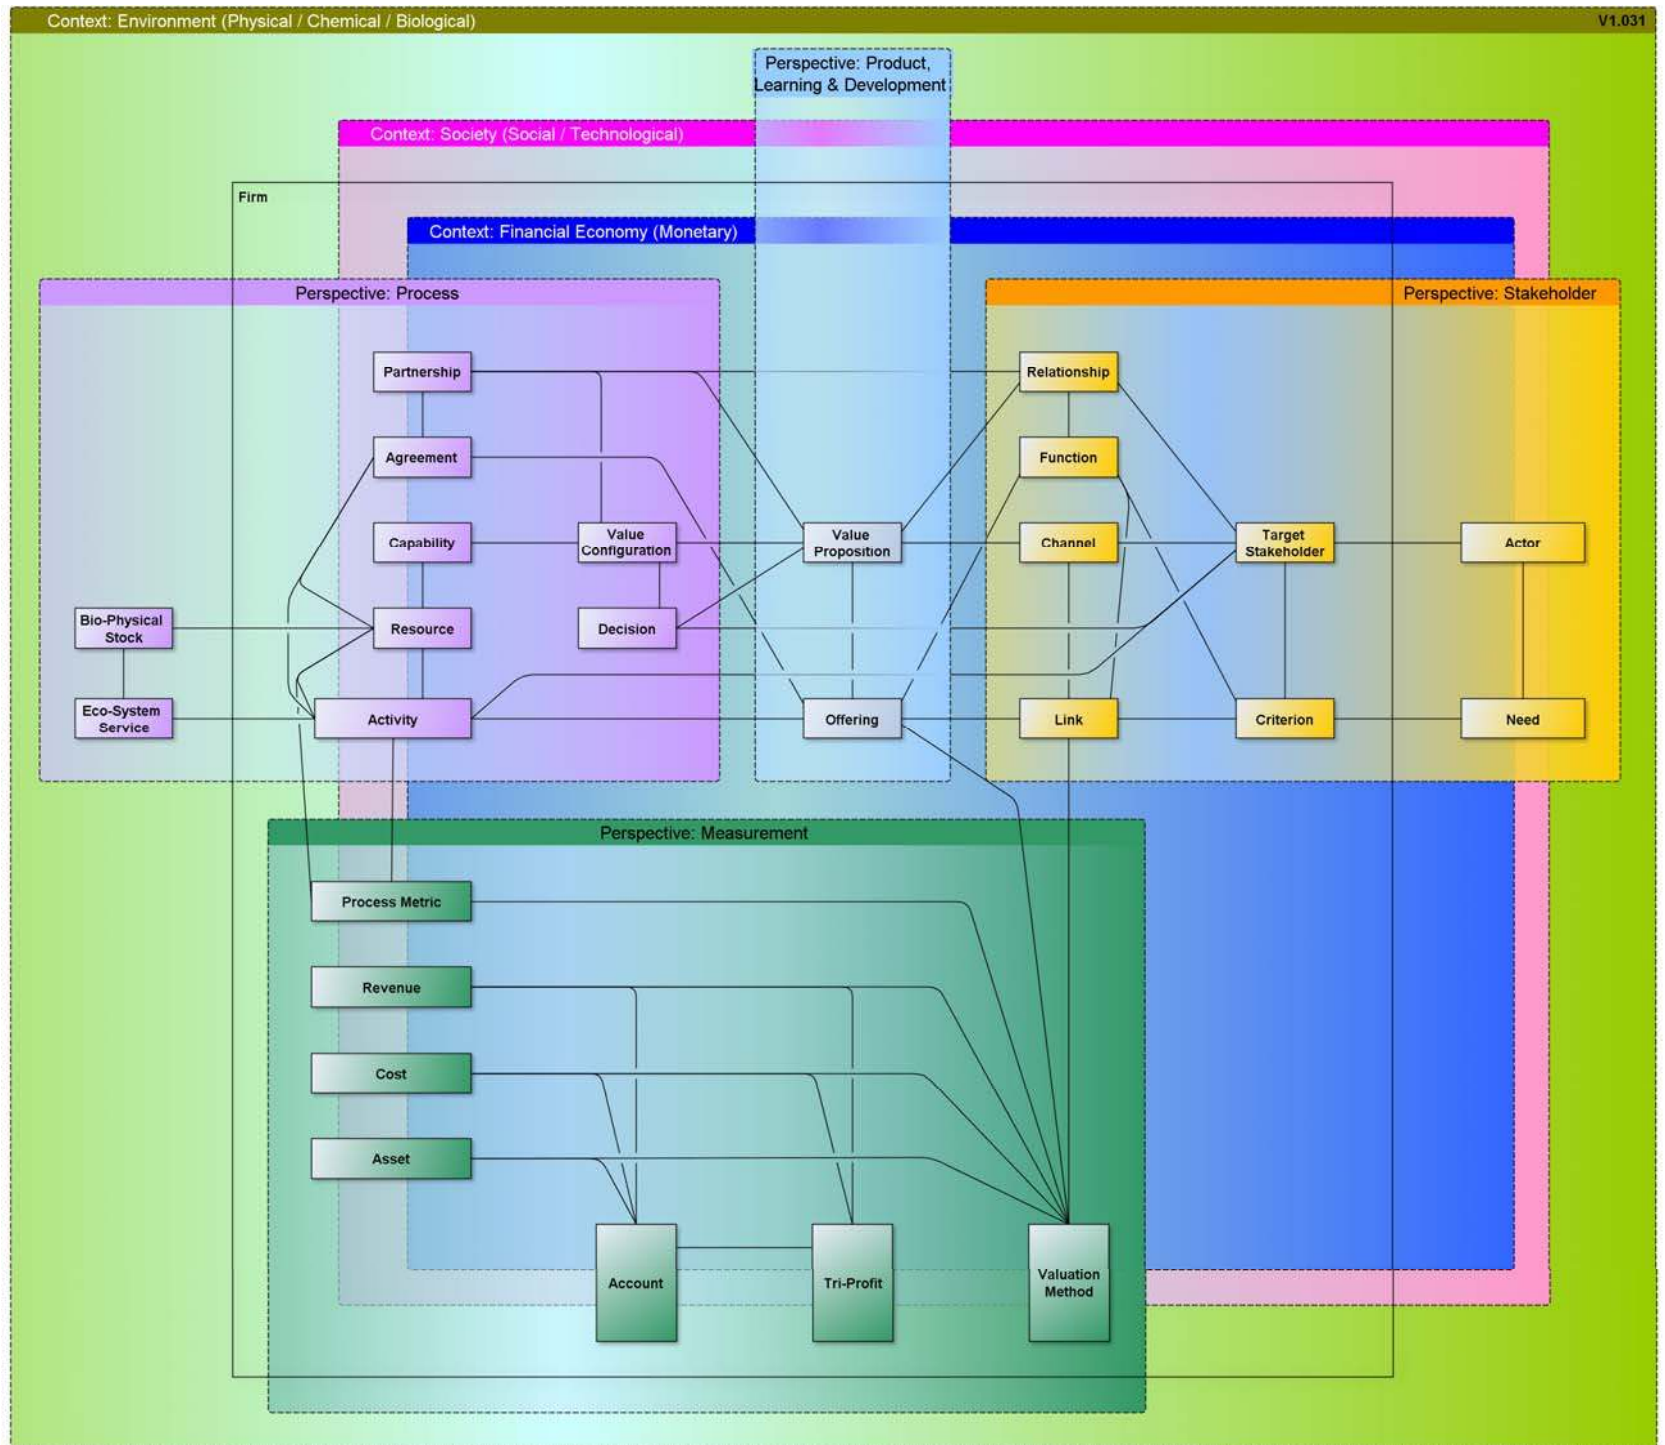 Context: Environment (Physical / Chemical / Biological)
V1.031
Perspective: Product,
Learning & Development
Context: Society (Social / Technological)
Firm
Context: Financial Economy (Monetary)
Perspective: Process
Perspective: Stakeholder
Partnership
Relationship
Agreement
Function
Capability
Value
Configuration
Value
Proposition
Channel
Target
Stakeholder
Actor
Bio-Physical
Stock
Resource
Decision
Eco-System
Service
Activity
Offering
Link
Criterion
Need
Perspective: Measurement
Process Metric
Revenue
Cost
Asset
Account
Tri-Profit
Valuation
Method